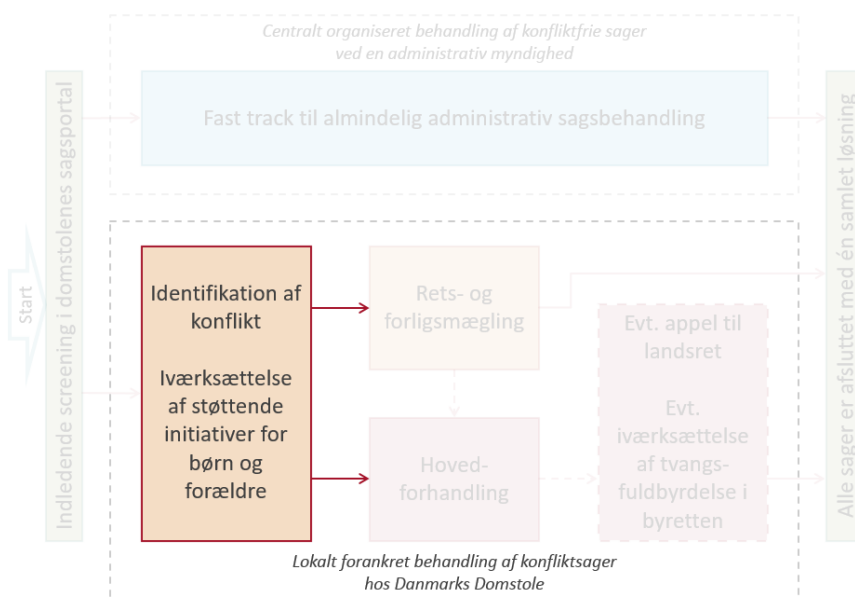 Centralt organiseret behandling af konfliktfrie sager
ved en administrativ myndighed
Fast track til almindelig administrativ sagsbehandling
Start
Indledende screening i domstolenes sagsportal
Identifikation af
konflikt
Iværksættelse
af støttende
initiativer for
børn og
forældre
Rets- og
forligsmægling
Hoved-
forhandling
Evt. appel til
landsret
Evt.
iværksættelse
af tvangs-
fuldbyrdelse i
byretten
Alle sager er afsluttet med én samlet løsning
Lokalt forankret behandling af konfliktsager
hos Danmarks Domstole